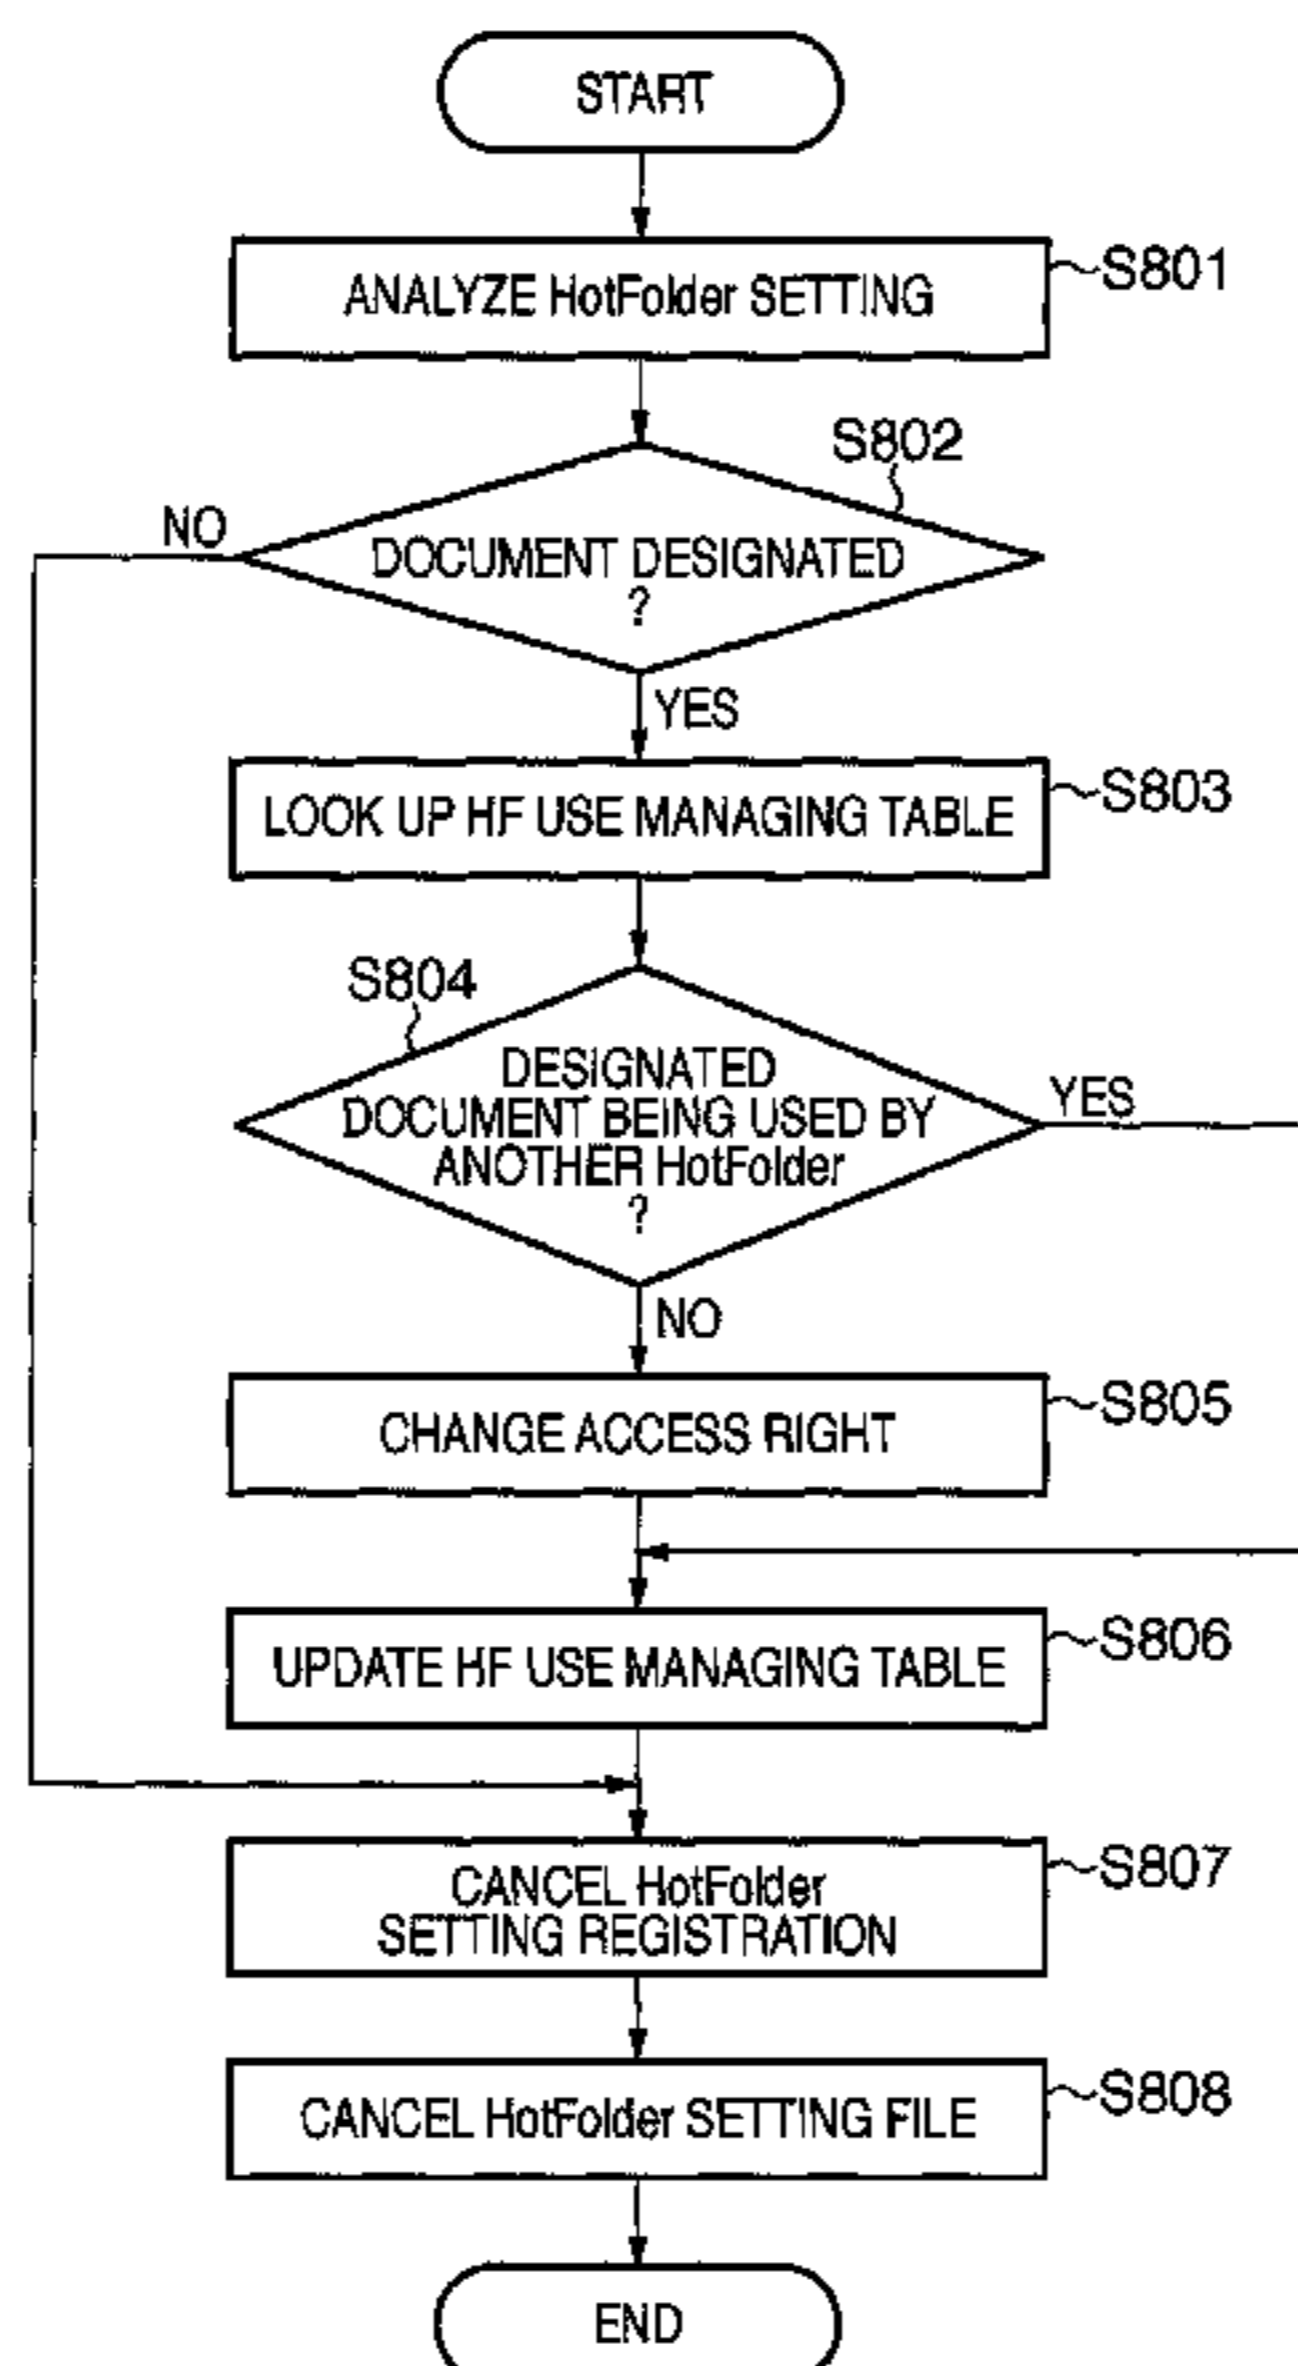 START
ANALYZE HotFolder SETTING
S801
S802
NO
DOCUMENT DESIGNATED
?
YES
LOOK UP HF USE MANAGING TABLE
S803
S804
DESIGNATED
DOCUMENT BEING USED BY
ANOTHER HotFolder
?
YES
NO
CHANGE ACCESS RIGHT
S805
UPDATE HF USE MANAGING TABLE
S806
CANCEL HotFolder
SETTING REGISTRATION
S807
CANCEL HotFolder SETTING FILE
S808
END